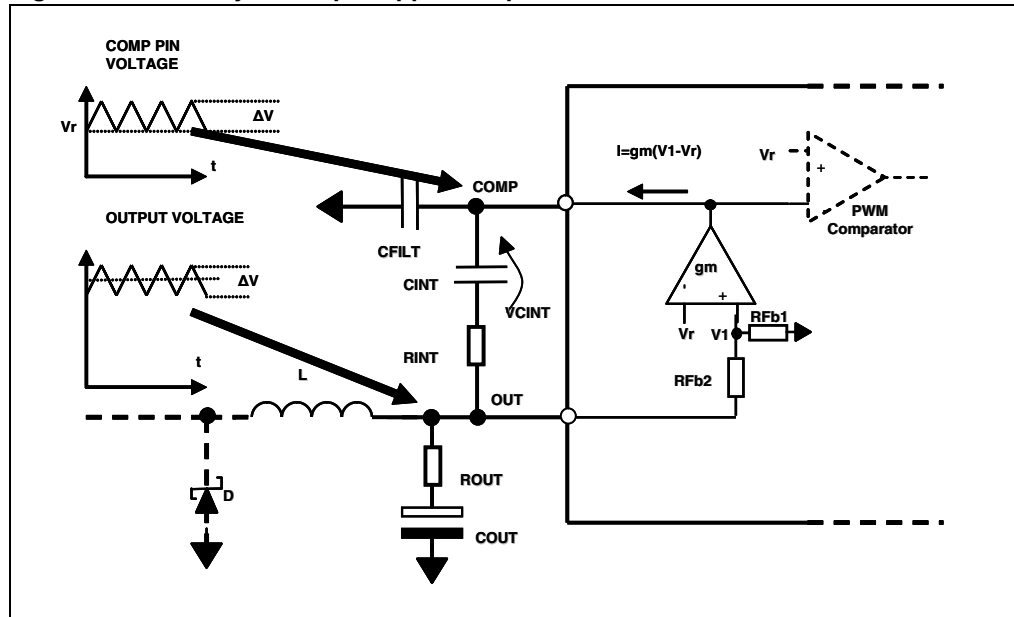 COMP PIN
VOLTAGE
Vr
ΔV
t
I=gm(V1-Vr)
Vr
+
PWM
Comparator
COMP
OUTPUT VOLTAGE
CFILT
gm
ΔV
CINT
-
+
VCINT
RFb1
Vr
V1
t
RINT
L
RFb2
OUT
ROUT
D
COUT